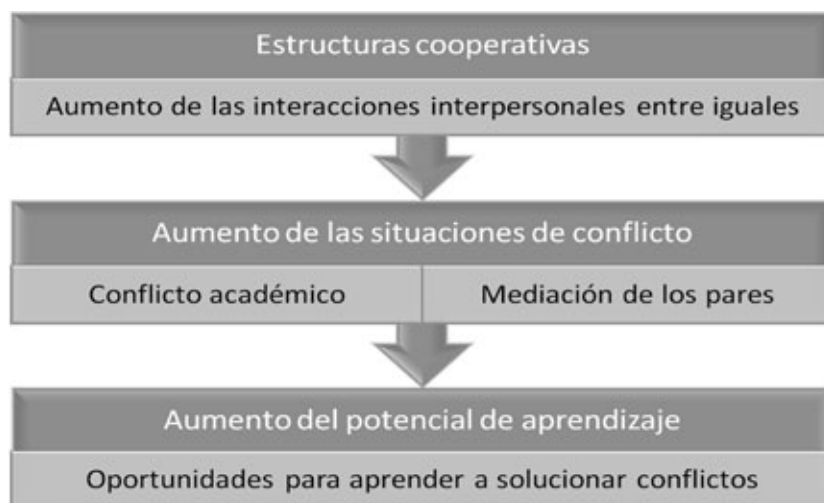 Estructuras cooperativas
Aumento de las interacciones interpersonales entre iguales
Aumento de las situaciones de conflicto
Conflicto académico
Mediación de los pares
Aumento del potencial de aprendizaje
Oportunidades para aprender a solucionar conflictos